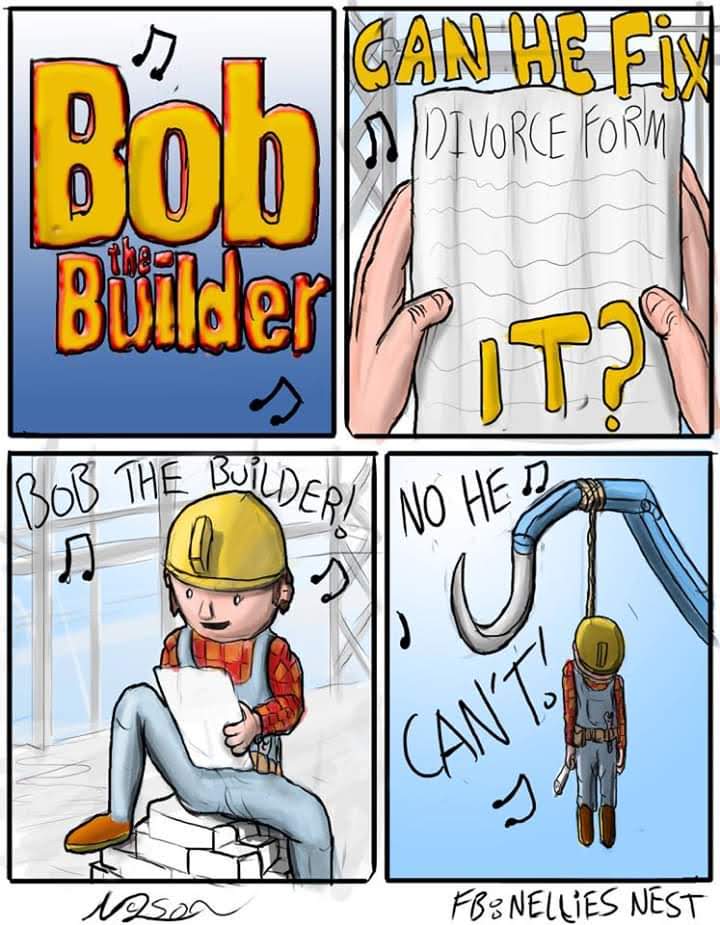 Bob
the
Builder
CAN HE Fix
DIVORCE FORM
IT?
BOB THE BUILDER!
NO HE
CAN'T!
FB: NELLIES NEST